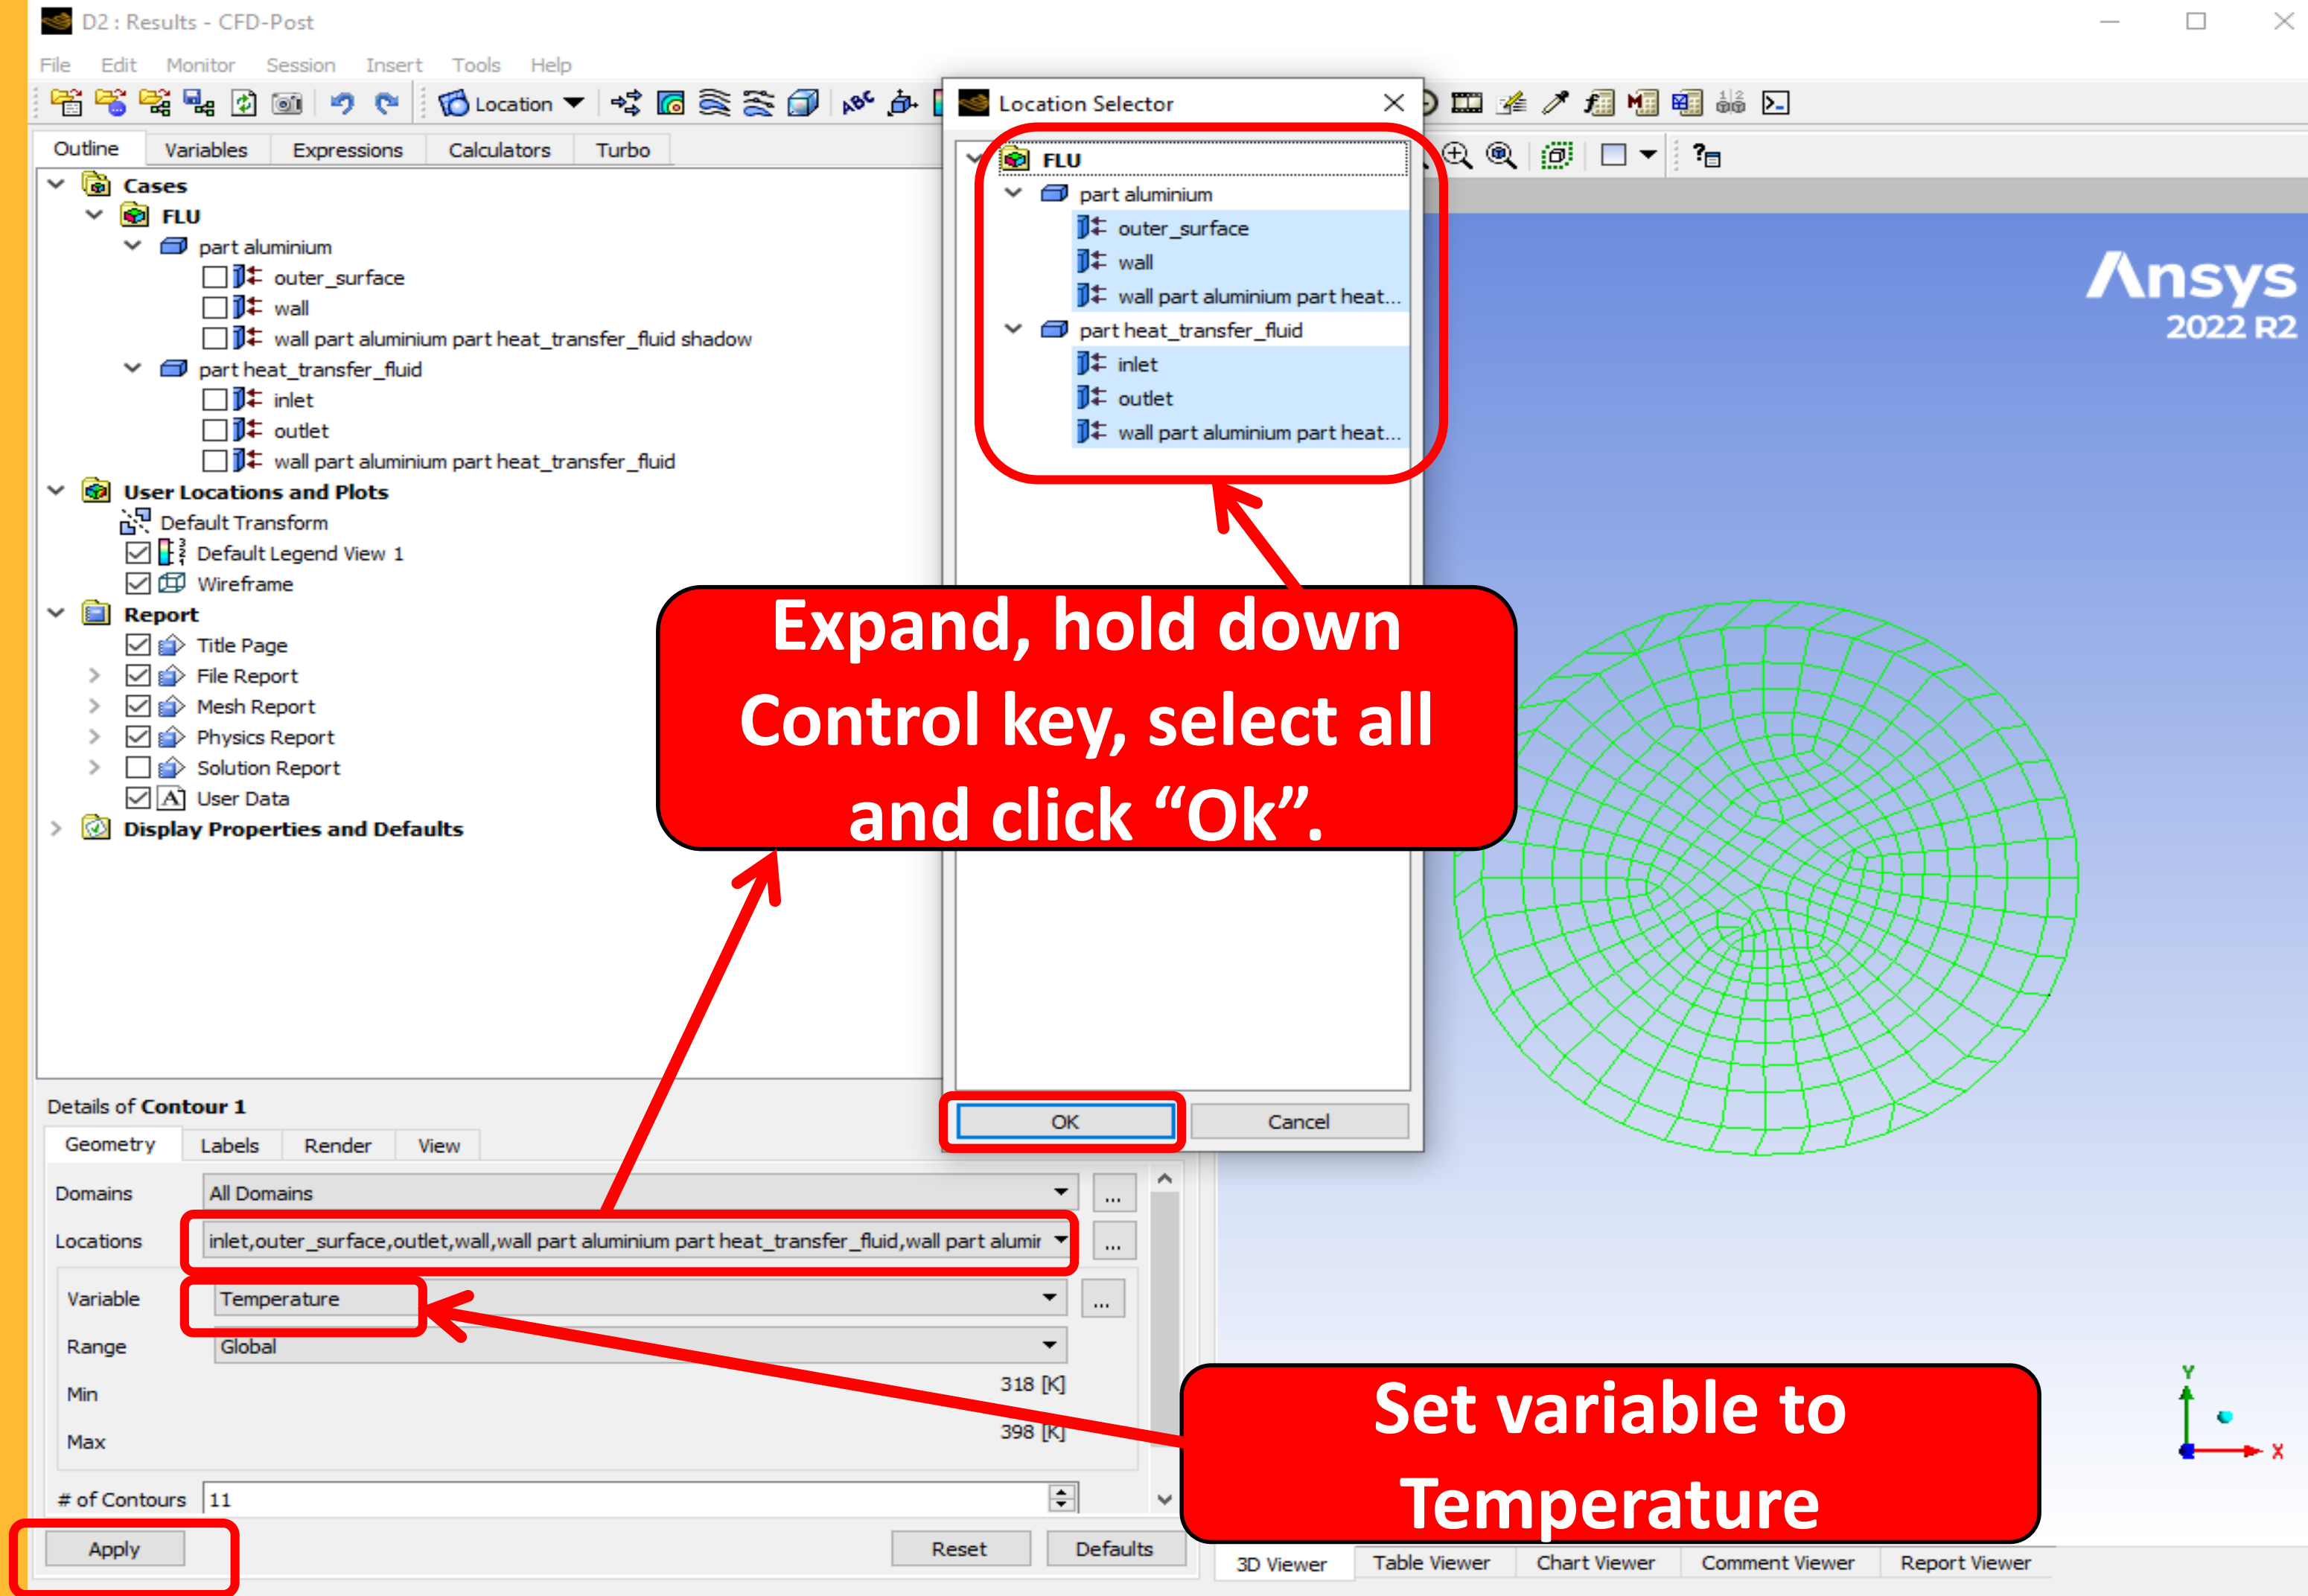 D2 : Results - CFD-Post
File Edit Monitor Session Insert Tools Help
Location
Outline Variables Expressions Calculators Turbo
Cases
FLU
part aluminium
outer_surface
wall
wall part aluminium part heat_transfer_fluid shadow
part heat_transfer_fluid
inlet
outlet
wall part aluminium part heat_transfer_fluid
User Locations and Plots
Default Transform
Default Legend View 1
Wireframe
Report
Title Page
File Report
Mesh Report
Physics Report
Solution Report
User Data
Display Properties and Defaults
Location Selector
FLU
part aluminium
outer_surface
wall
wall part aluminium part heat...
part heat_transfer_fluid
inlet
outlet
wall part aluminium part heat...
OK Cancel
Ansys
2022 R2
Expand, hold down
Control key, select all
and click “Ok”.
Details of Contour 1
Geometry Labels Render View
Domains All Domains ...
Locations inlet,outer_surface,outlet,wall,wall part aluminium part heat_transfer_fluid,wall part alumir ...
Variable Temperature ...
Range Global
Min 318 [K]
Max 398 [K]
# of Contours 11
Apply Reset Defaults
Set variable to
Temperature
Y
X
3D Viewer Table Viewer Chart Viewer Comment Viewer Report Viewer